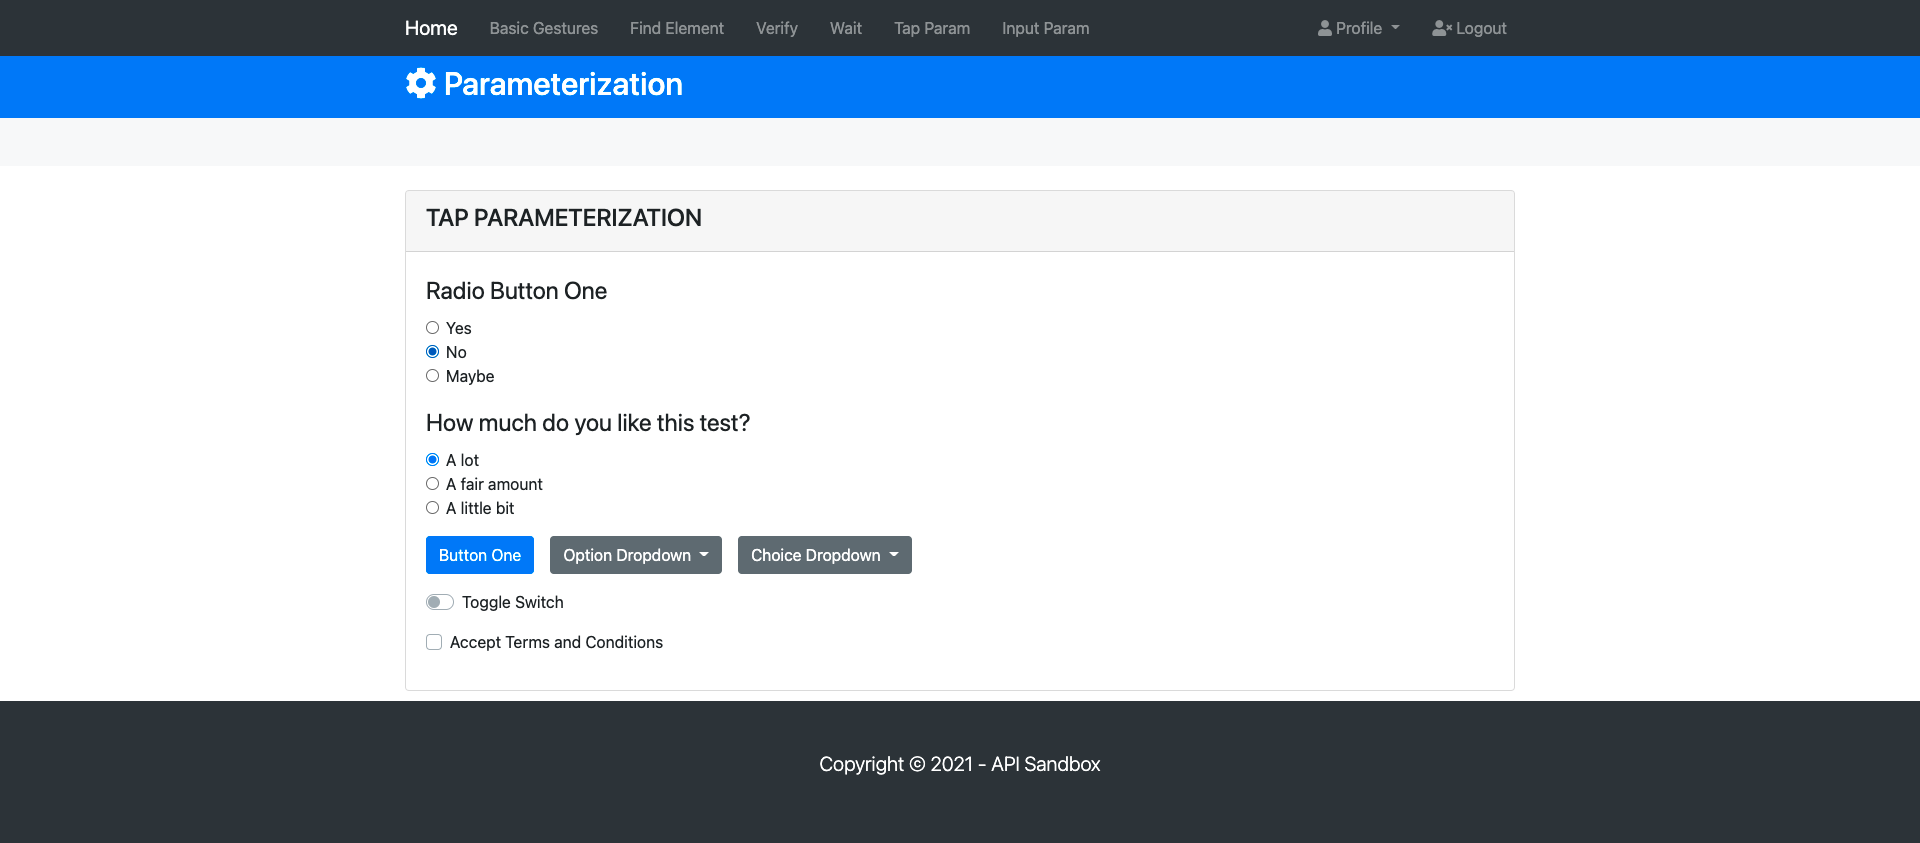 Home Basic Gestures Find Element Verify Wait Tap Param Input Param Profile Logout
Parameterization
TAP PARAMETERIZATION
Radio Button One
Yes
No
Maybe
How much do you like this test?
A lot
A fair amount
A little bit
Button One Option Dropdown Choice Dropdown
Toggle Switch
Accept Terms and Conditions
Copyright © 2021 - API Sandbox